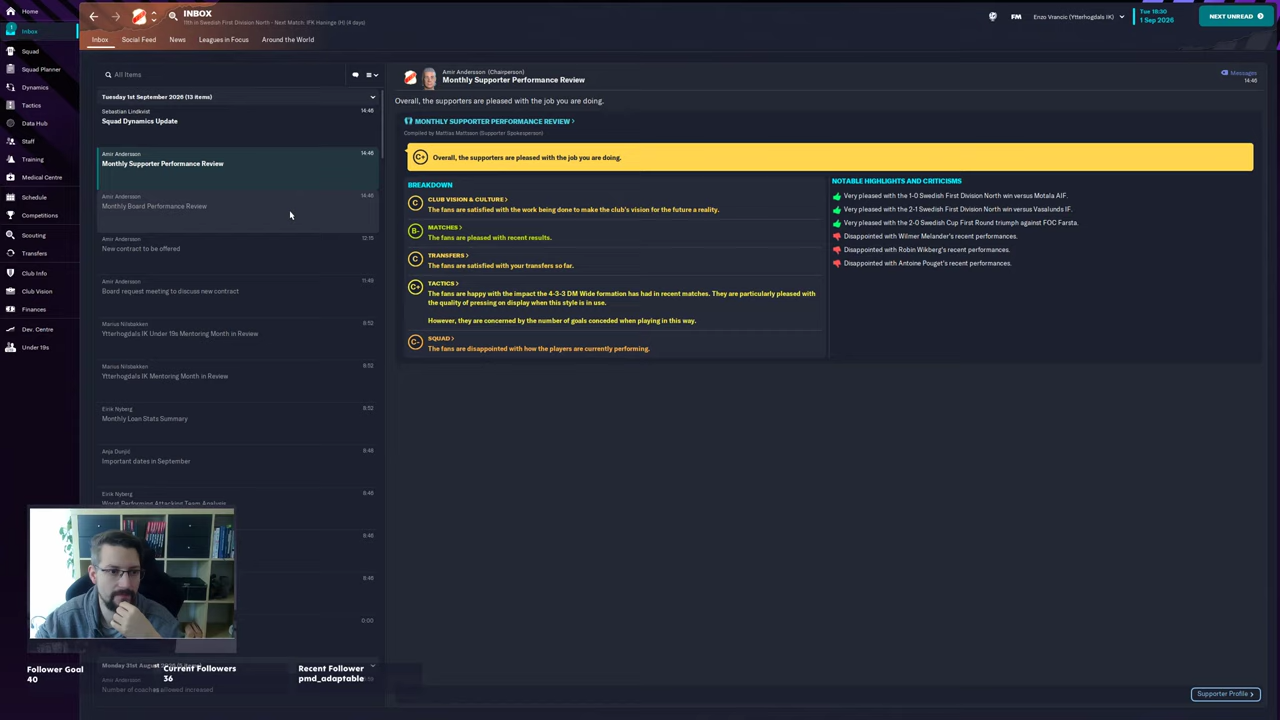 Home
Inbox
Squad
Squad Planner
Dynamics
Tactics
Data Hub
Staff
Training
Medical Centre
Schedule
Competitions
Scouting
Transfers
Club Info
Club Vision
Finances
Dev. Centre
Under 19s
INBOX
11th in Swedish First Division North - Next Match: IFK Haninge (H) (4 days)
FM
Enzo Vrancio (Ytterhogdals IK)
Tue 18:30
1 Sep 2026
NEXT UNREAD
Inbox
Social Feed
News
Leagues in Focus
Around the World
All Items
Tuesday 1st September 2026 (13 items)
Sebastian Lindkvist
14:46
Squad Dynamics Update
Amir Andersson
14:46
Monthly Supporter Performance Review
Amir Andersson
14:46
Monthly Board Performance Review
Amir Andersson
12:15
New contract to be offered
Amir Andersson
11:49
Board request meeting to discuss new contract
Marius Nilsbakken
8:52
Ytterhogdals IK Under 19s Mentoring Month in Review
Marius Nilsbakken
8:52
Ytterhogdals IK Mentoring Month in Review
Eirik Nyberg
8:52
Monthly Loan Stats Summary
Anja Dunjić
8:46
Important dates in September
Eirik Nyberg
8:46
Worst Performing Attacking Team Analysis
8:46
8:46
0:00
Monday 31st August 2026
Amir Andersson
Number of coaches allowed increased
Follower Goal
40
Current Followers
36
Recent Follower
pmd_adaptable
Amir Andersson (Chairperson)
Monthly Supporter Performance Review
Messages
14:46
Overall, the supporters are pleased with the job you are doing.
MONTHLY SUPPORTER PERFORMANCE REVIEW
Compiled by Mattias Mattsson (Supporter Spokesperson)
C+ Overall, the supporters are pleased with the job you are doing.
BREAKDOWN
C CLUB VISION & CULTURE
The fans are satisfied with the work being done to make the club's vision for the future a reality.
B- MATCHES
The fans are pleased with recent results.
C TRANSFERS
The fans are satisfied with your transfers so far.
C+ TACTICS
The fans are happy with the impact the 4-3-3 DM Wide formation has had in recent matches. They are particularly pleased with
the quality of pressing on display when this style is in use.
However, they are concerned by the number of goals conceded when playing in this way.
C- SQUAD
The fans are disappointed with how the players are currently performing.
NOTABLE HIGHLIGHTS AND CRITICISMS
Very pleased with the 1-0 Swedish First Division North win versus Motala AIF.
Very pleased with the 2-1 Swedish First Division North win versus Vasalunds IF.
Very pleased with the 2-0 Swedish Cup First Round triumph against FOC Farsta.
Disappointed with Wilmer Melander's recent performances.
Disappointed with Robin Wikberg's recent performances.
Disappointed with Antoine Pouget's recent performances.
Supporter Profile